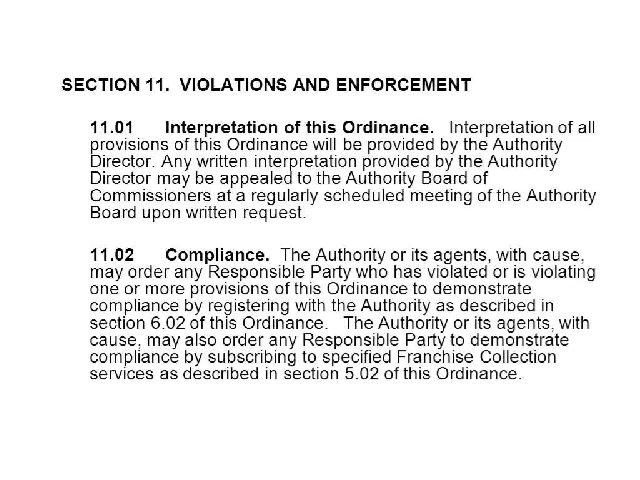 SECTION 11. VIOLATIONS AND ENFORCEMENT
11.01 Interpretation of this Ordinance. Interpretation of all
provisions of this Ordinance will be provided by the Authority
Director. Any written interpretation provided by the Authority
Director may be appealed to the Authority Board of
Commissioners at a regularly scheduled meeting of the Authority
Board upon written request.
11.02 Compliance. The Authority or its agents, with cause,
may order any Responsible Party who has violated or is violating
one or more provisions of this Ordinance to demonstrate
compliance by registering with the Authority as described in
section 6.02 of this Ordinance. The Authority or its agents, with
cause, may also order any Responsible Party to demonstrate
compliance by subscribing to specified Franchise Collection
services as described in section 5.02 of this Ordinance.